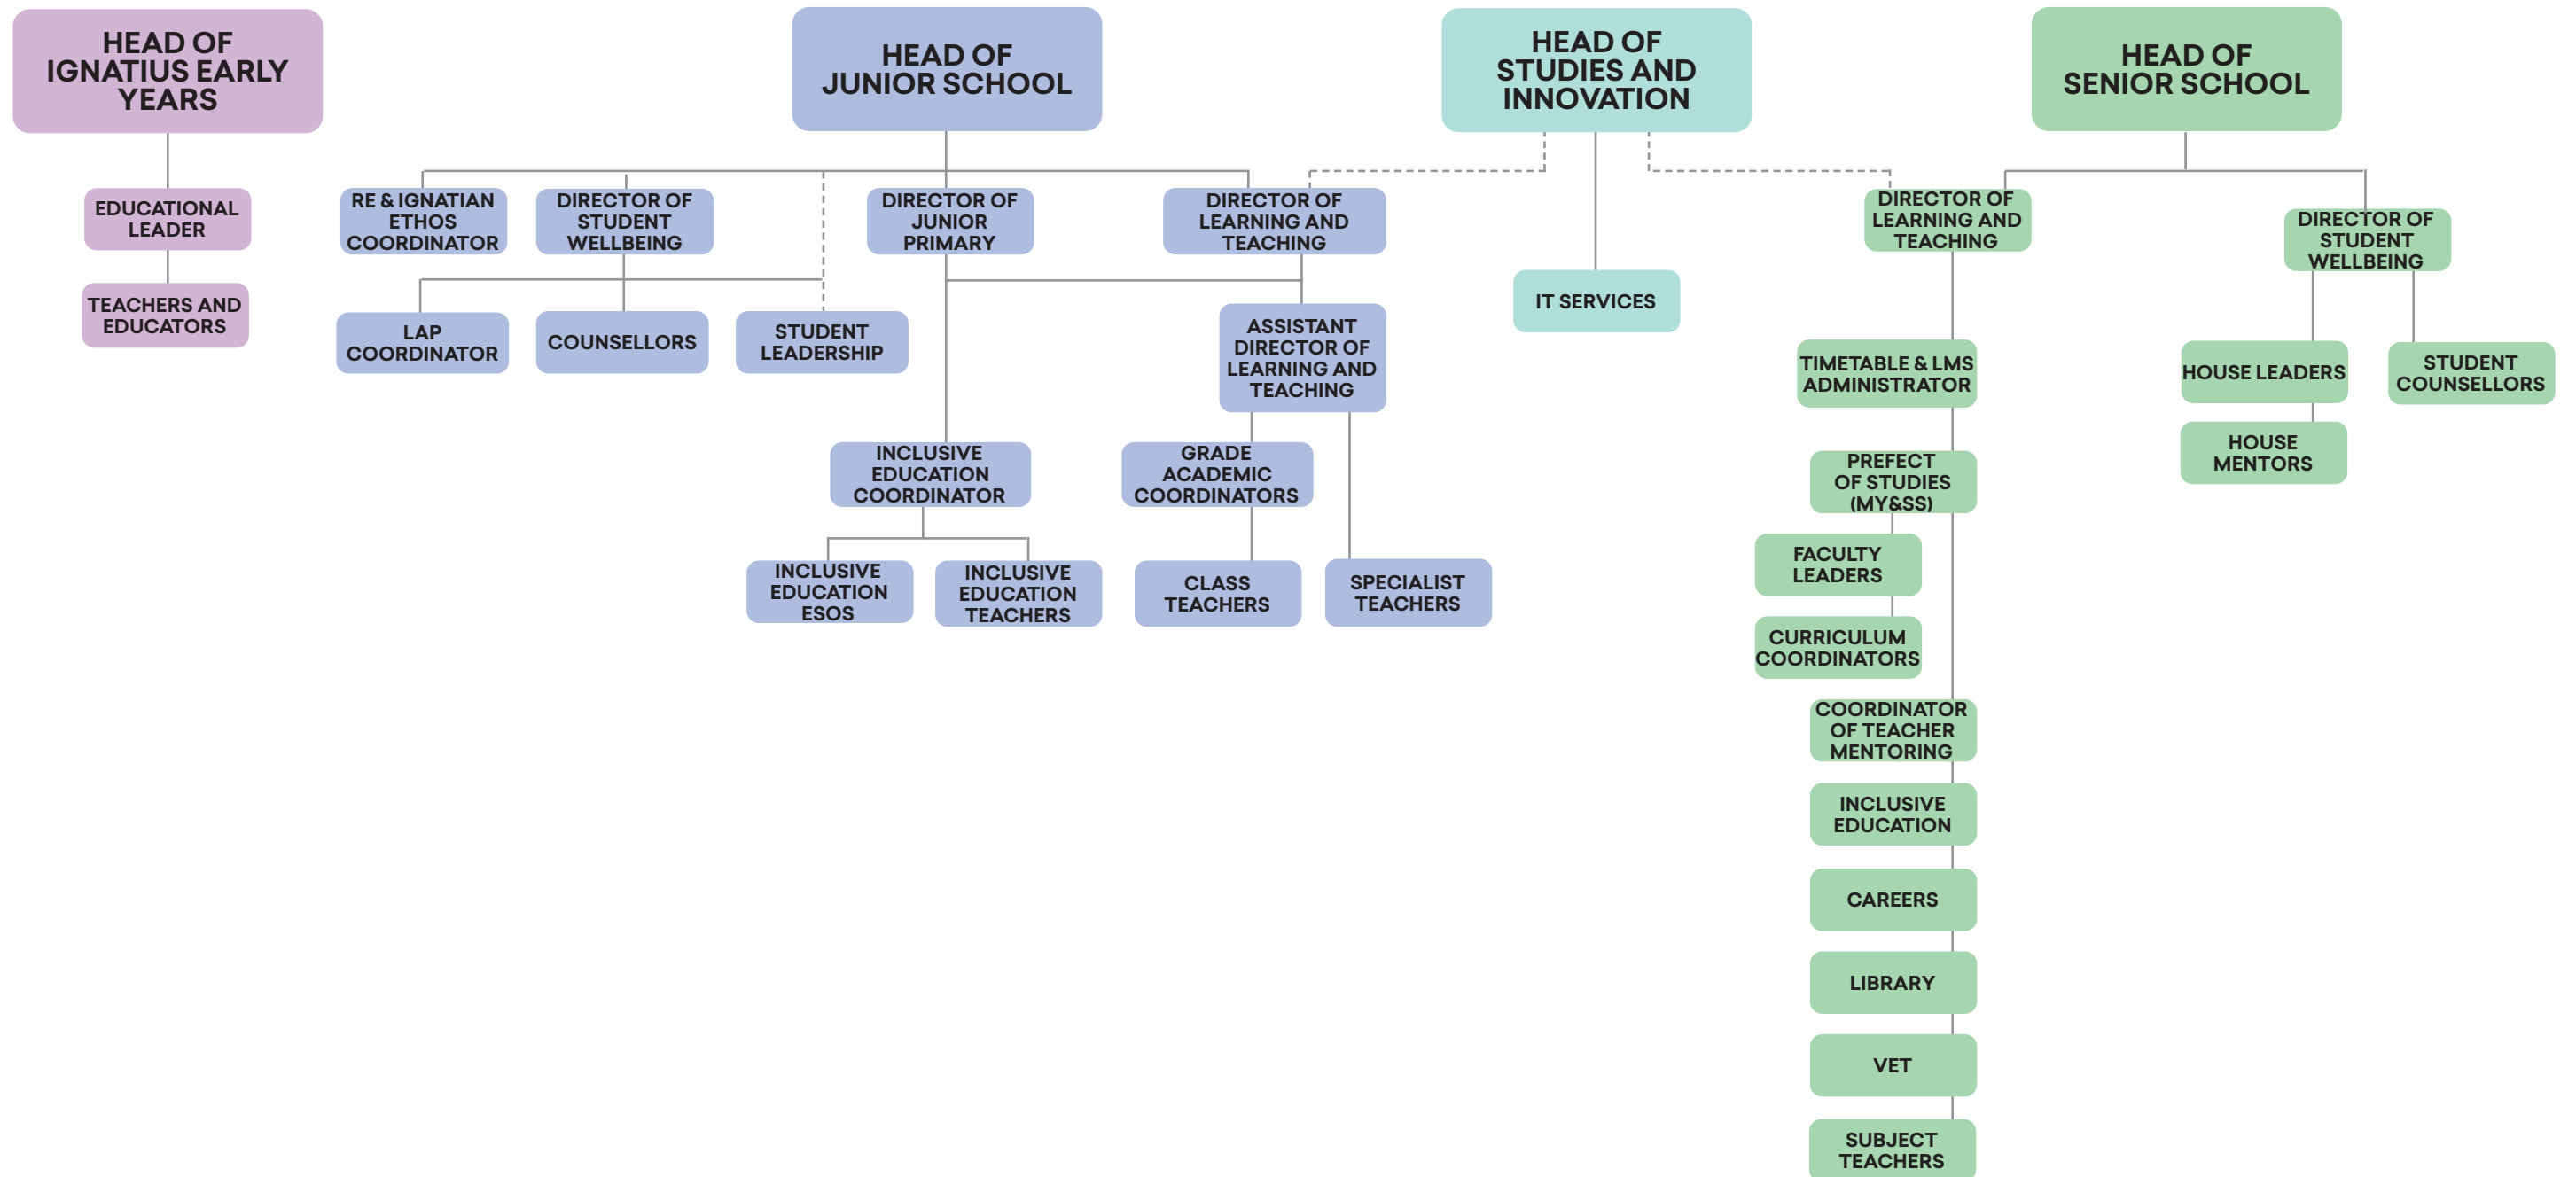 HEAD OF
IGNATIUS EARLY
YEARS
HEAD OF
JUNIOR SCHOOL
HEAD OF
STUDIES AND
INNOVATION
HEAD OF
SENIOR SCHOOL
EDUCATIONAL
LEADER
TEACHERS AND
EDUCATORS
RE & IGNATIAN
ETHOS
COORDINATOR
DIRECTOR OF
STUDENT
WELLBEING
DIRECTOR OF
JUNIOR
PRIMARY
DIRECTOR OF
LEARNING AND
TEACHING
LAP
COORDINATOR
COUNSELLORS
STUDENT
LEADERSHIP
ASSISTANT
DIRECTOR OF
LEARNING AND
TEACHING
INCLUSIVE
EDUCATION
COORDINATOR
GRADE
ACADEMIC
COORDINATORS
INCLUSIVE
EDUCATION
ESOS
INCLUSIVE
EDUCATION
TEACHERS
CLASS
TEACHERS
SPECIALIST
TEACHERS
IT SERVICES
DIRECTOR OF
LEARNING AND
TEACHING
DIRECTOR OF
STUDENT
WELLBEING
TIMETABLE & LMS
ADMINISTRATOR
HOUSE LEADERS
STUDENT
COUNSELLORS
HOUSE
MENTORS
PREFECT
OF STUDIES
(MY&SS)
FACULTY
LEADERS
CURRICULUM
COORDINATORS
COORDINATOR
OF TEACHER
MENTORING
INCLUSIVE
EDUCATION
CAREERS
LIBRARY
VET
SUBJECT
TEACHERS